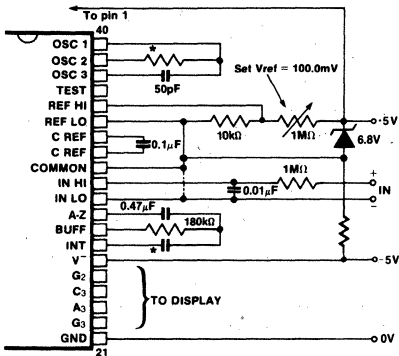 To pin 1
40
OSC 1
*
OSC 2
OSC 3
50pF
Set Vref = 100.0mV
TEST
REF HI
REF LO
10kΩ
1MΩ
-5V
6.8V
C REF
0.1μF
C REF
COMMON
1MΩ
IN HI
+
0.01μF
IN
IN LO
−
0.47μF
A-Z
BUFF
180kΩ
INT
*
V⁻
-5V
G2
C3
TO DISPLAY
A3
G3
GND
0V
21